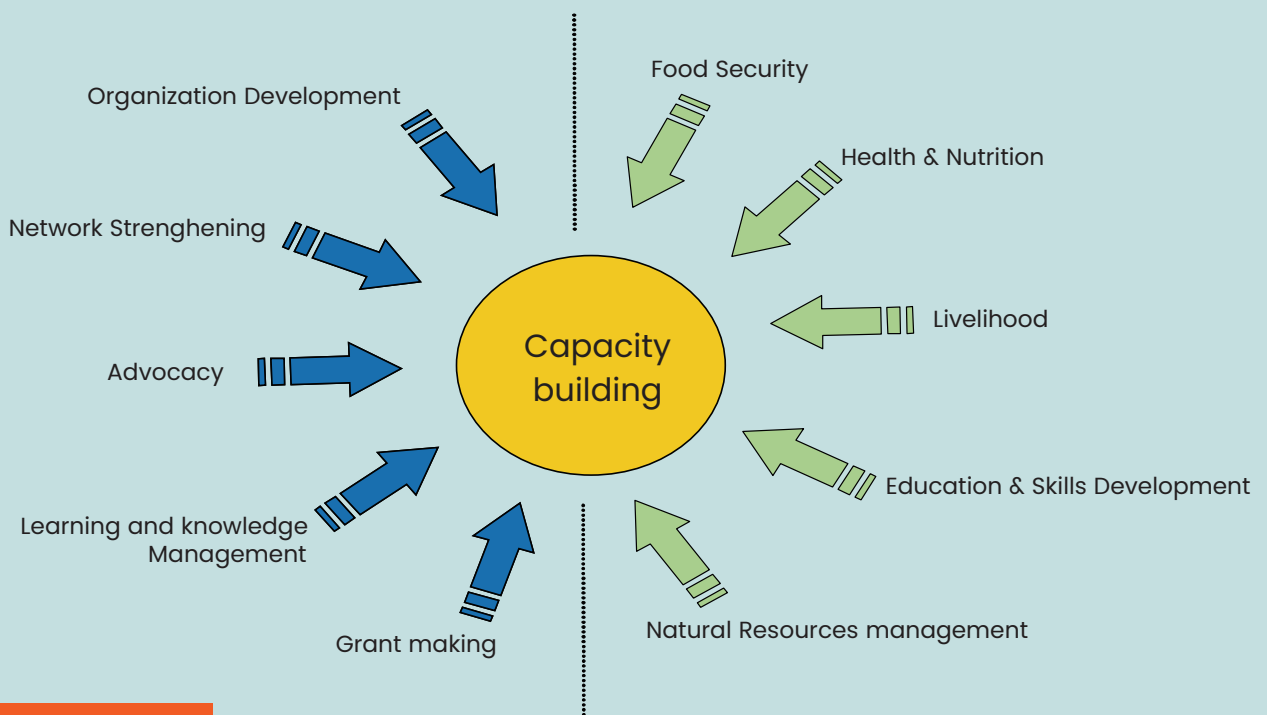 Food Security
Organization Development
Health & Nutrition
Network Strenghening
Livelihood
Capacity
building
Advocacy
Education & Skills Development
Learning and knowledge
Management
Natural Resources management
Grant making